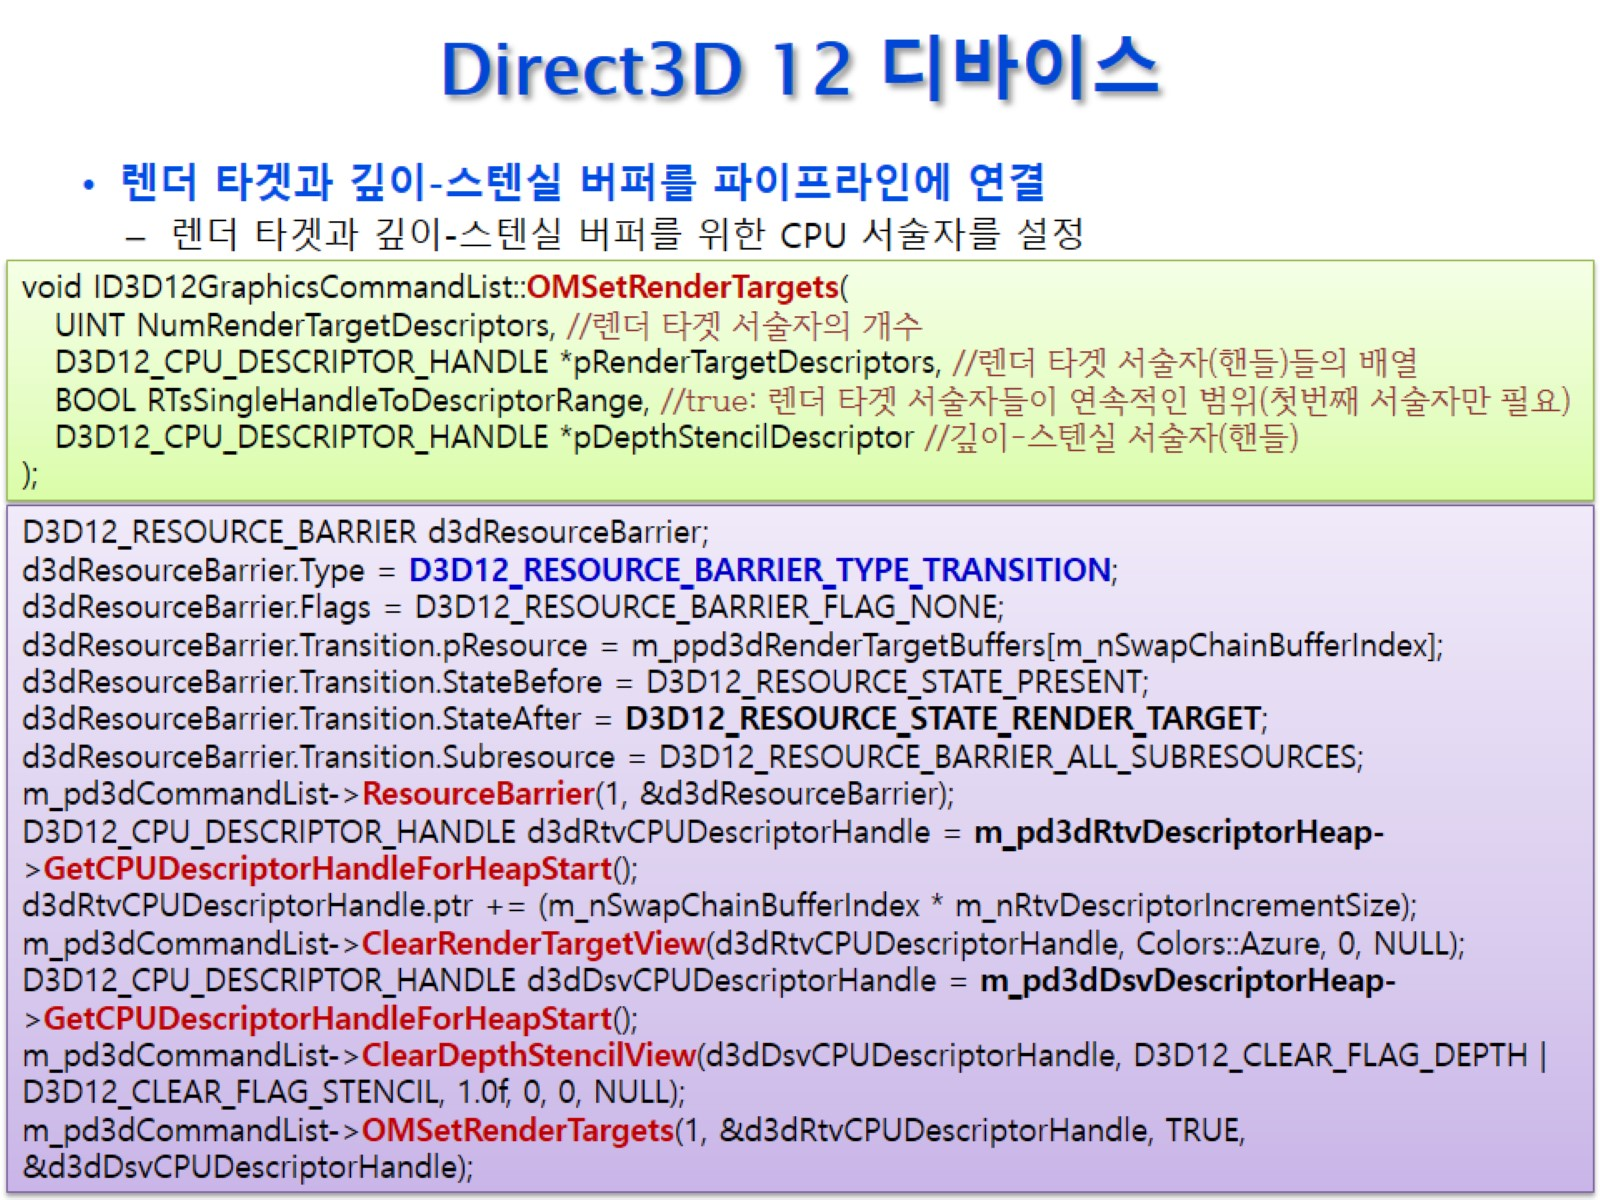 Direct3D 12 디바이스
• 렌더 타겟과 깊이-스텐실 버퍼를 파이프라인에 연결
– 렌더 타겟과 깊이-스텐실 버퍼를 위한 CPU 서술자를 설정
void ID3D12GraphicsCommandList::OMSetRenderTargets(
UINT NumRenderTargetDescriptors, //렌더 타겟 서술자의 개수
D3D12_CPU_DESCRIPTOR_HANDLE *pRenderTargetDescriptors, //렌더 타겟 서술자(핸들)들의 배열
BOOL RTsSingleHandleToDescriptorRange, //true: 렌더 타겟 서술자들이 연속적인 범위(첫번째 서술자만 필요)
D3D12_CPU_DESCRIPTOR_HANDLE *pDepthStencilDescriptor //깊이-스텐실 서술자(핸들)
);
D3D12_RESOURCE_BARRIER d3dResourceBarrier;
d3dResourceBarrier.Type = D3D12_RESOURCE_BARRIER_TYPE_TRANSITION;
d3dResourceBarrier.Flags = D3D12_RESOURCE_BARRIER_FLAG_NONE;
d3dResourceBarrier.Transition.pResource = m_ppd3dRenderTargetBuffers[m_nSwapChainBufferIndex];
d3dResourceBarrier.Transition.StateBefore = D3D12_RESOURCE_STATE_PRESENT;
d3dResourceBarrier.Transition.StateAfter = D3D12_RESOURCE_STATE_RENDER_TARGET;
d3dResourceBarrier.Transition.Subresource = D3D12_RESOURCE_BARRIER_ALL_SUBRESOURCES;
m_pd3dCommandList->ResourceBarrier(1, &d3dResourceBarrier);
D3D12_CPU_DESCRIPTOR_HANDLE d3dRtvCPUDescriptorHandle = m_pd3dRtvDescriptorHeap-
>GetCPUDescriptorHandleForHeapStart();
d3dRtvCPUDescriptorHandle.ptr += (m_nSwapChainBufferIndex * m_nRtvDescriptorIncrementSize);
m_pd3dCommandList->ClearRenderTargetView(d3dRtvCPUDescriptorHandle, Colors::Azure, 0, NULL);
D3D12_CPU_DESCRIPTOR_HANDLE d3dDsvCPUDescriptorHandle = m_pd3dDsvDescriptorHeap-
>GetCPUDescriptorHandleForHeapStart();
m_pd3dCommandList->ClearDepthStencilView(d3dDsvCPUDescriptorHandle, D3D12_CLEAR_FLAG_DEPTH |
D3D12_CLEAR_FLAG_STENCIL, 1.0f, 0, 0, NULL);
m_pd3dCommandList->OMSetRenderTargets(1, &d3dRtvCPUDescriptorHandle, TRUE,
&d3dDsvCPUDescriptorHandle);